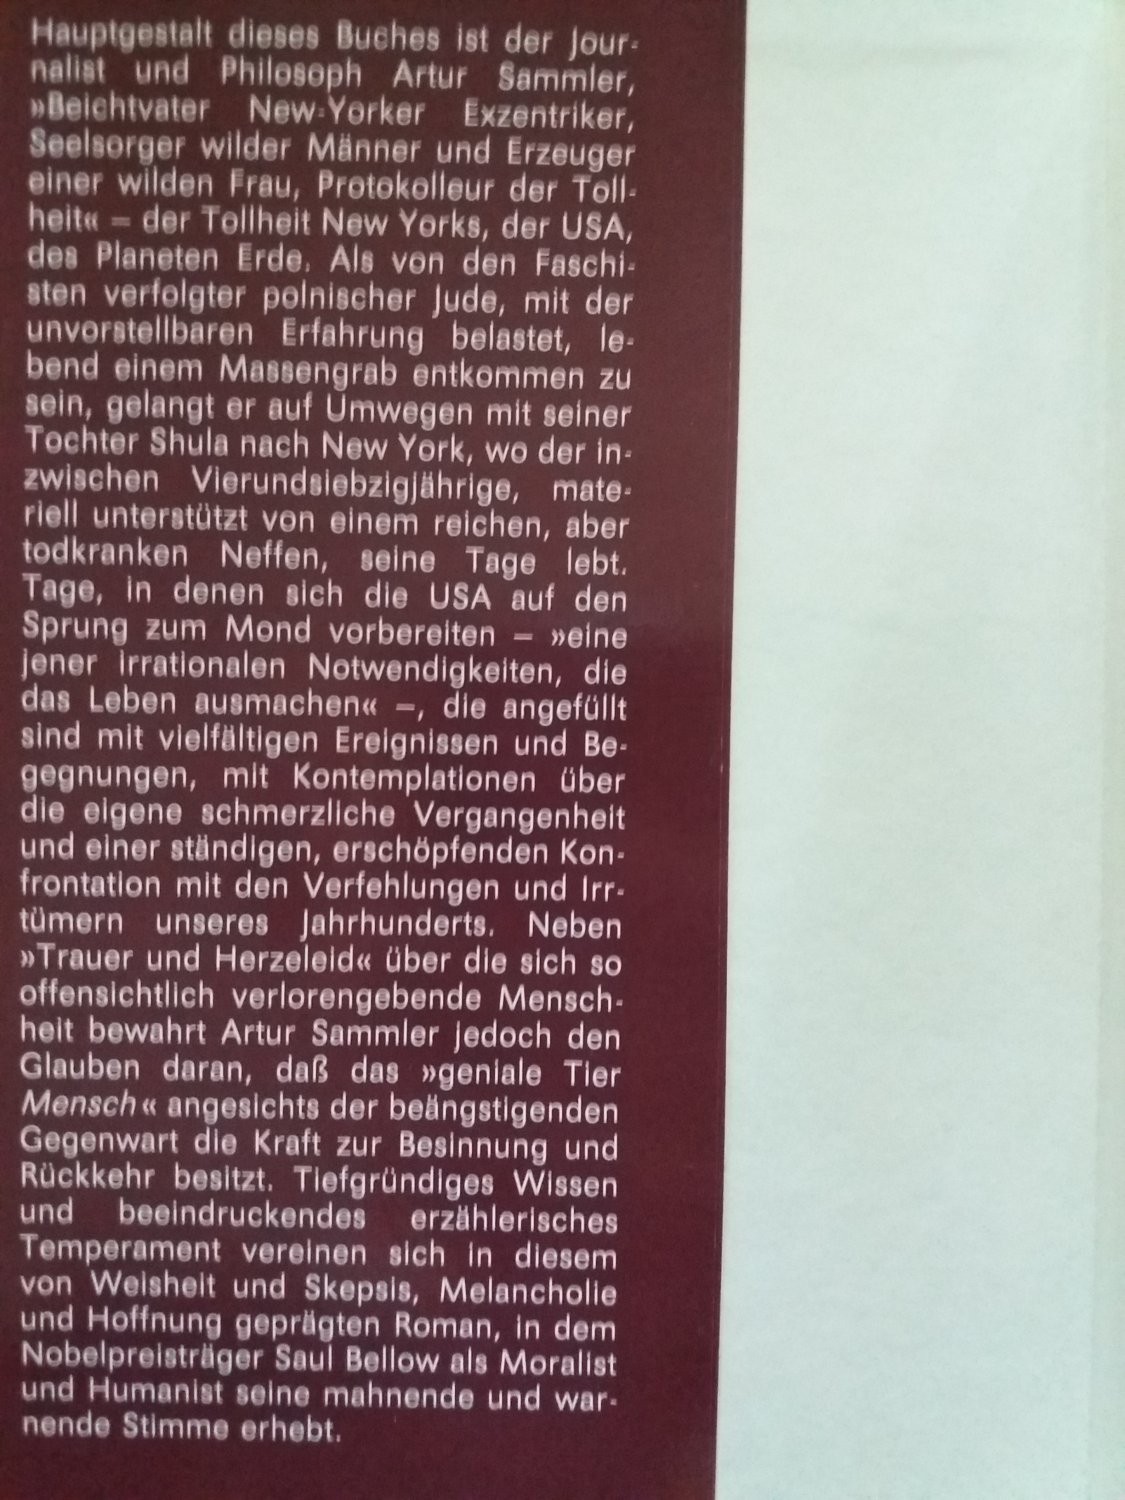 Hauptgestalt dieses Buches ist der Jour-
nalist und Philosoph Artur Sammler,
»Beichtvater New-Yorker Exzentriker,
Seelsorger wilder Männer und Erzeuger
einer wilden Frau, Protokolleur der Toll-
heit« – der Tollheit New Yorks, der USA,
des Planeten Erde. Als von den Faschi-
sten verfolgter polnischer Jude, mit der
unvorstellbaren Erfahrung belastet, le-
bend einem Massengrab entkommen zu
sein, gelangt er auf Umwegen mit seiner
Tochter Shula nach New York, wo der in-
zwischen Vierundsiebzigjährige, mate-
riell unterstützt von einem reichen, aber
todkranken Neffen, seine Tage lebt.
Tage, in denen sich die USA auf den
Sprung zum Mond vorbereiten – »eine
jener irrationalen Notwendigkeiten, die
das Leben ausmachen« –, die angefüllt
sind mit vielfältigen Ereignissen und Be-
gegnungen, mit Kontemplationen über
die eigene schmerzliche Vergangenheit
und einer ständigen, erschöpfenden Kon-
frontation mit den Verfehlungen und Irr-
tümern unseres Jahrhunderts. Neben
»Trauer und Herzeleid« über die sich so
offensichtlich verlorengebende Mensch-
heit bewahrt Artur Sammler jedoch den
Glauben daran, daß das »geniale Tier
Mensch« angesichts der beängstigenden
Gegenwart die Kraft zur Besinnung und
Rückkehr besitzt. Tiefgründiges Wissen
und beeindruckendes erzählerisches
Temperament vereinen sich in diesem
von Weisheit und Skepsis, Melancholie
und Hoffnung geprägten Roman, in dem
Nobelpreisträger Saul Bellow als Moralist
und Humanist seine mahnende und war-
nende Stimme erhebt.